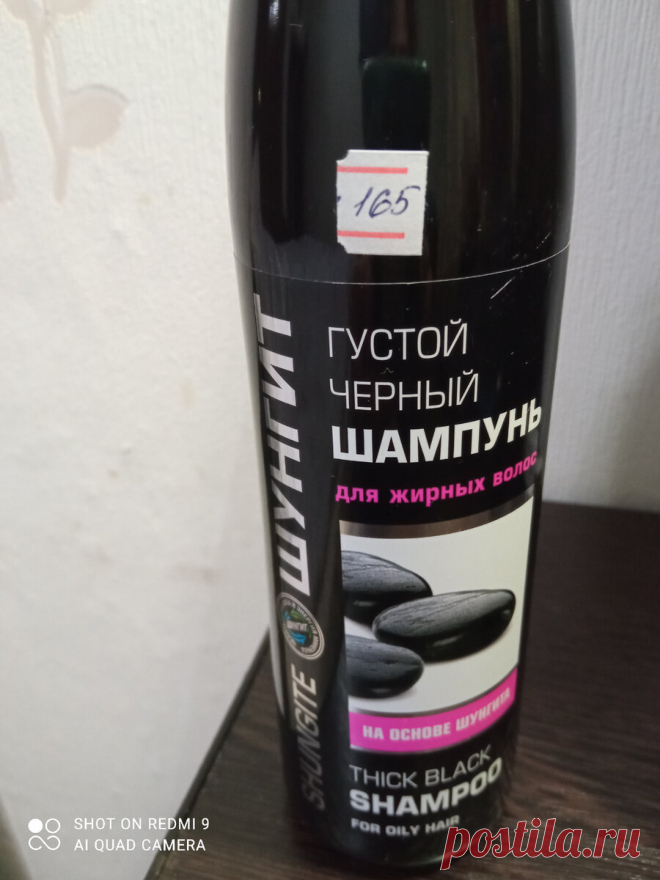 165
ШУНГИТ
ГУСТОЙ
ЧЕРНЫЙ
ШАМПУНЬ
для жирных волос
ШУНГИТ
НА ОСНОВЕ ШУНГИТА
SHUNGITE
THICK BLACK
SHAMPOO
FOR OILY HAIR
SHOT ON REDMI 9
AI QUAD CAMERA
postila.ru